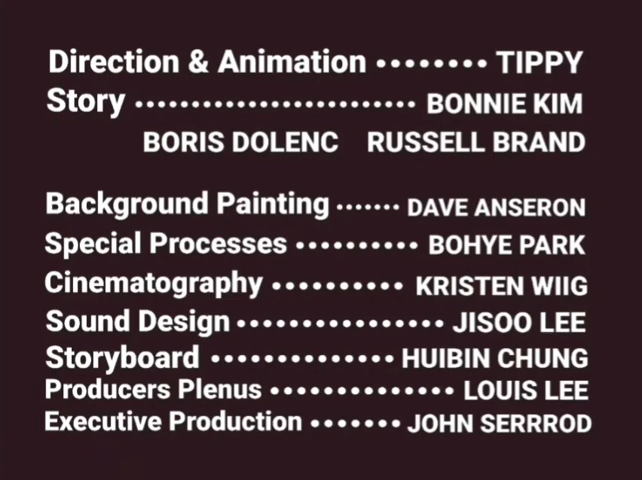 Direction & Animation ········ TIPPY
Story ························· BONNIE KIM
BORIS DOLENC RUSSELL BRAND
Background Painting ······· DAVE ANSERON
Special Processes ··········· BOHYE PARK
Cinematography ············ KRISTEN WIIG
Sound Design ··················· JISOO LEE
Storyboard ················ HUIBIN CHUNG
Producers Plenus ················ LOUIS LEE
Executive Production ······· JOHN SERRROD